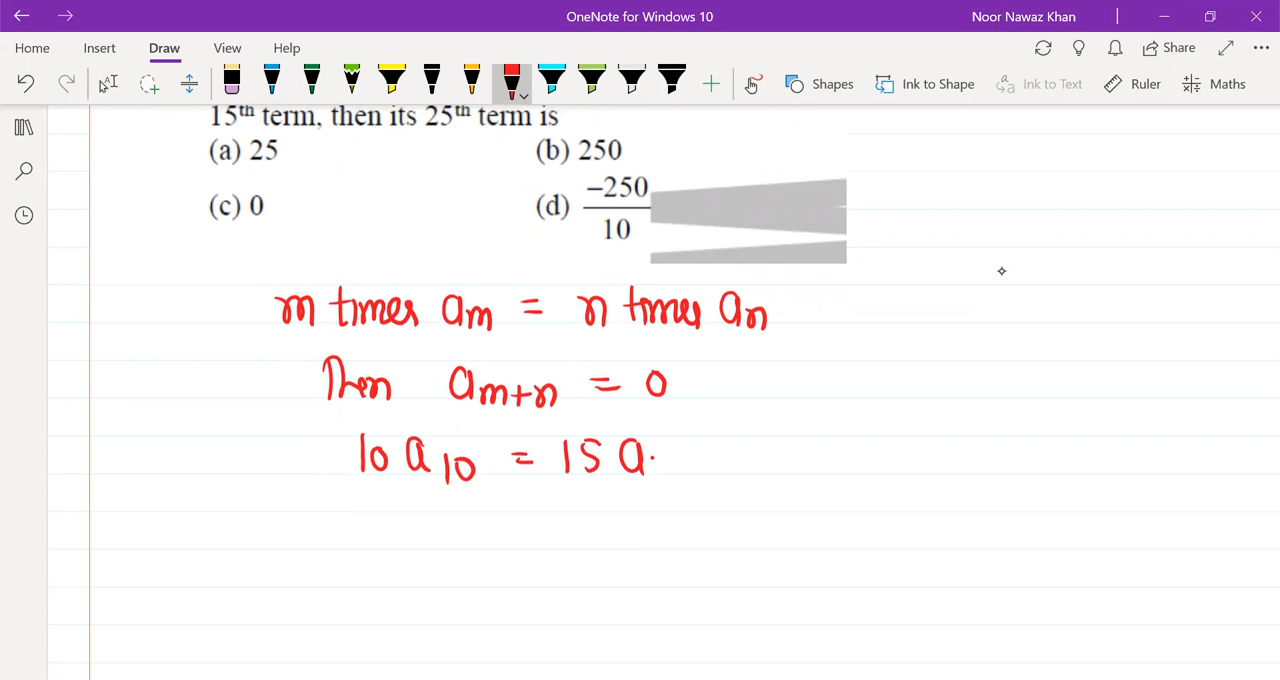 OneNote for Windows 10
Noor Nawaz Khan
Home Insert Draw View Help
Share
Shapes Ink to Shape Ink to Text Ruler Maths
15th term, then its 25th term is
(a) 25 (b) 250
(c) 0 (d) –250/10
m times am = n times an
Then am+n = 0
10 a10 = 15 a